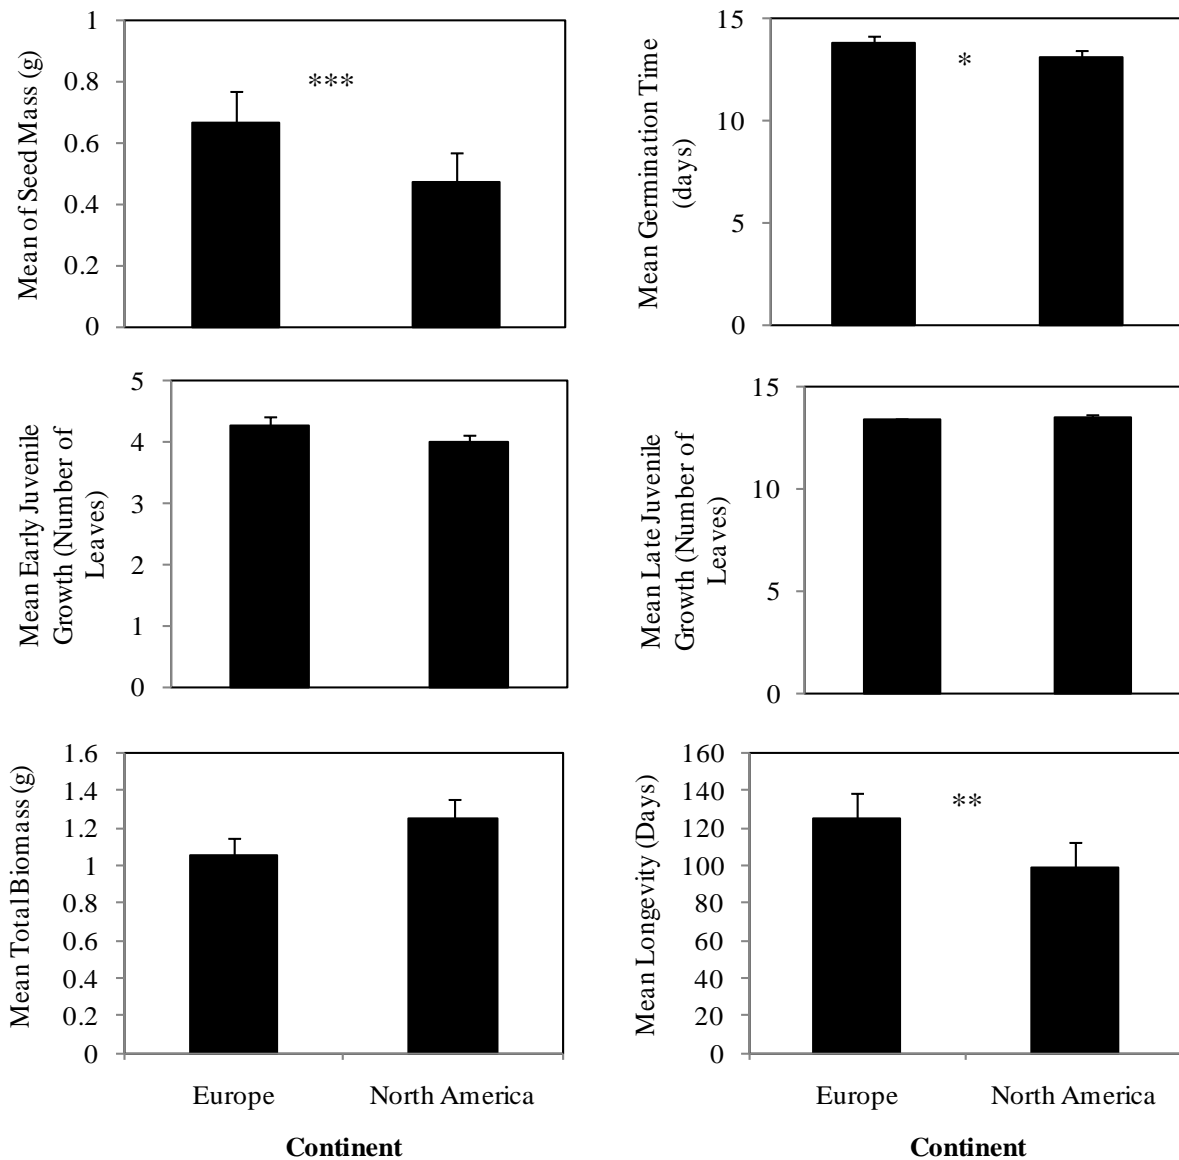 Mean of Seed Mass (g)
1
0.8
0.6
0.4
0.2
0
***
Mean Germination Time
(days)
15
10
5
0
*
Mean Early Juvenile
Growth (Number of
Leaves)
5
4
3
2
1
0
Mean Late Juvenile
Growth (Number of
Leaves)
15
10
5
0
Mean Total Biomass (g)
1.6
1.4
1.2
1
0.8
0.6
0.4
0.2
0
Europe North America
Continent
Mean Longevity (Days)
160
140
120
100
80
60
40
20
0
**
Europe North America
Continent